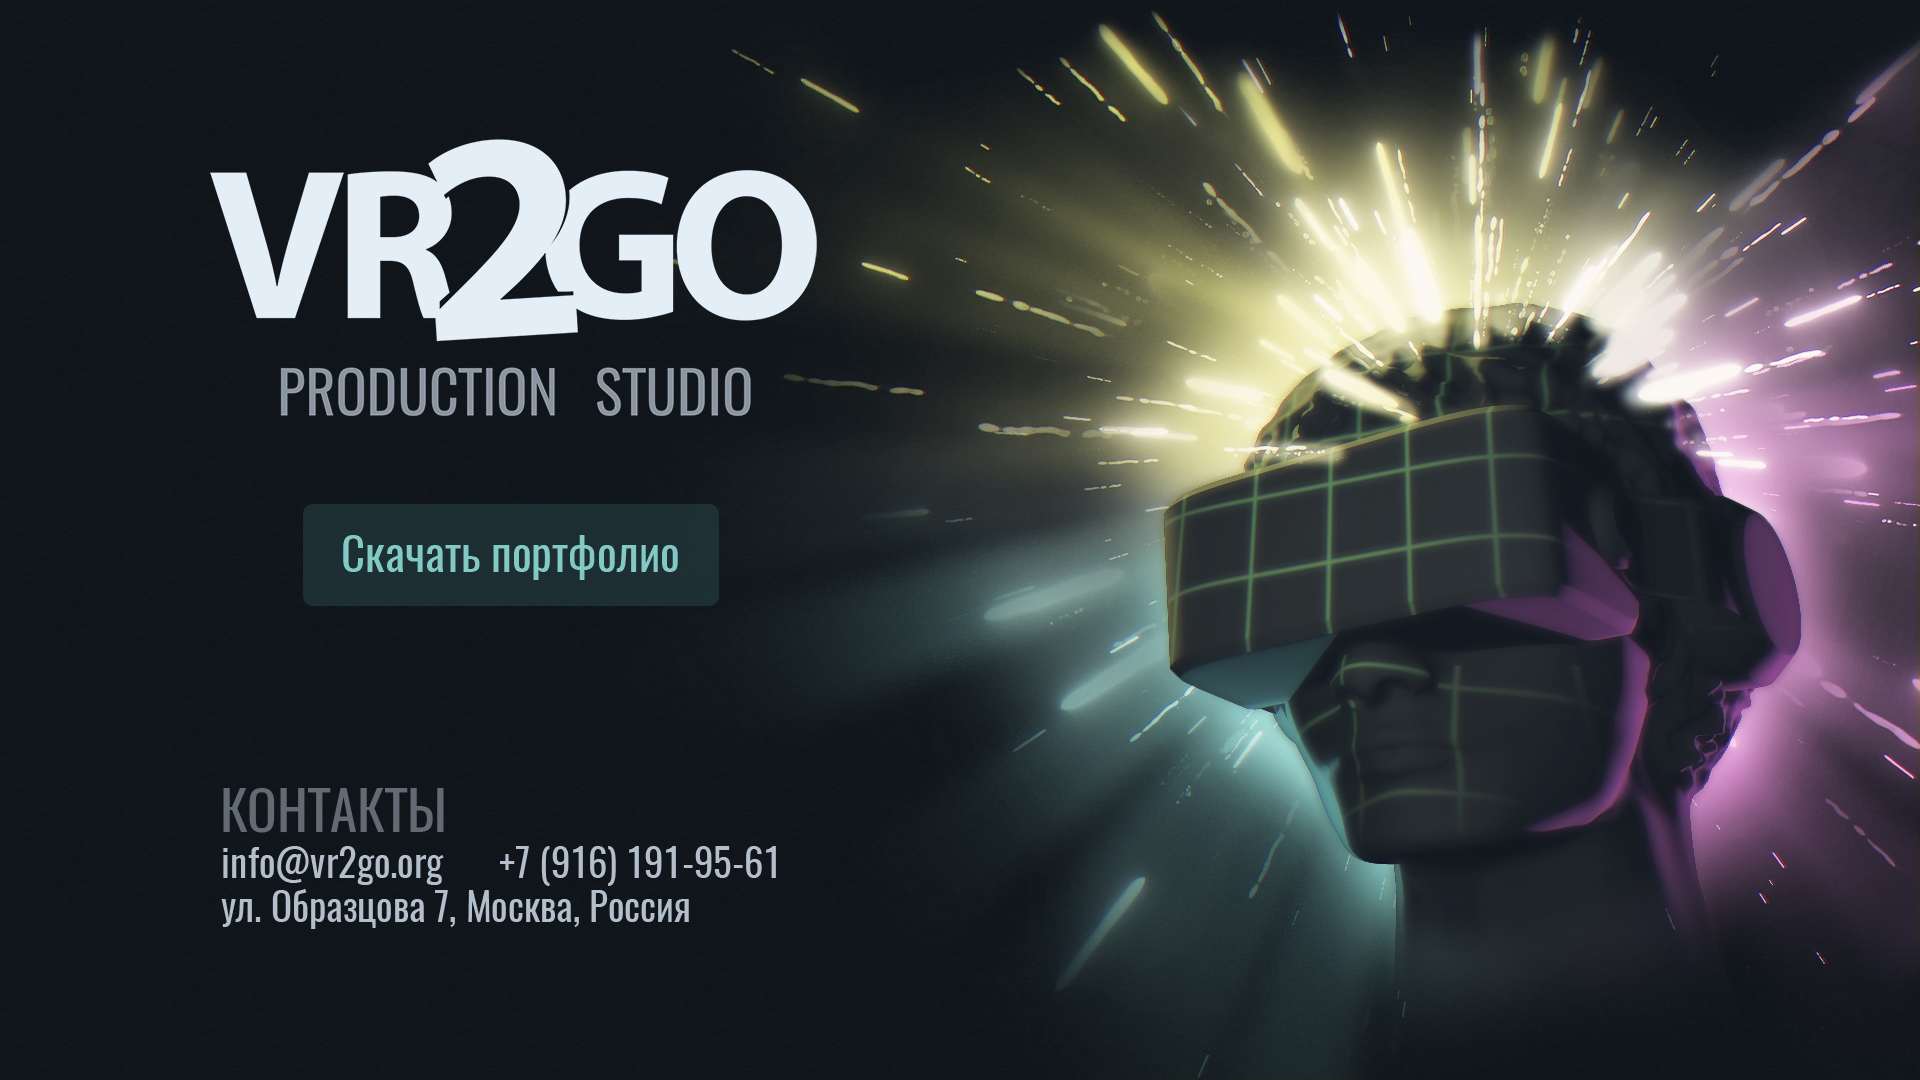 VR2GO
PRODUCTION STUDIO
Скачать портфолио
КОНТАКТЫ
info@vr2go.org +7 (916) 191-95-61
ул. Образцова 7, Москва, Россия